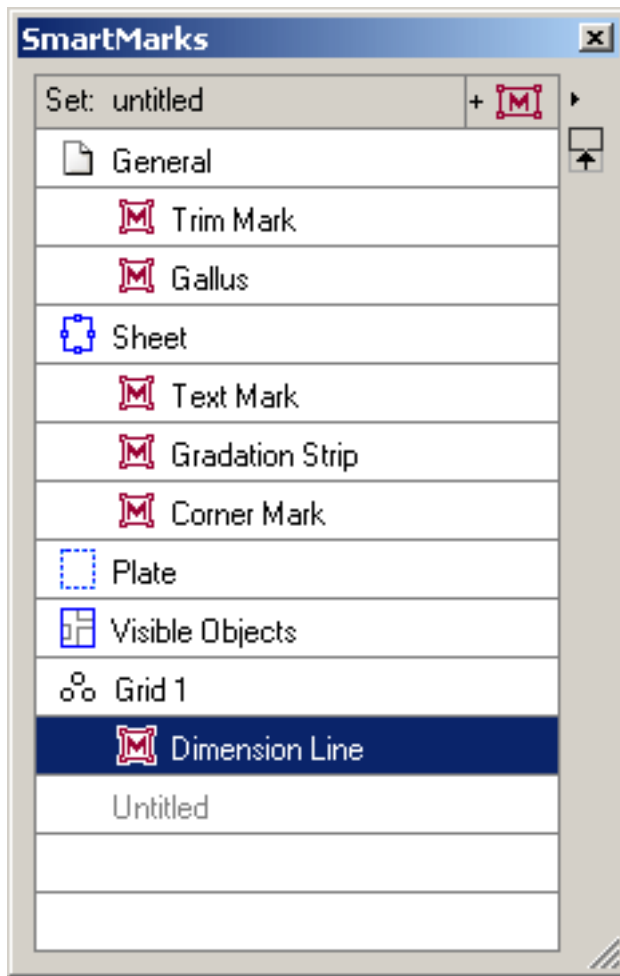 SmartMarks
Set: untitled
General
Trim Mark
Gallus
Sheet
Text Mark
Gradation Strip
Corner Mark
Plate
Visible Objects
Grid 1
Dimension Line
Untitled